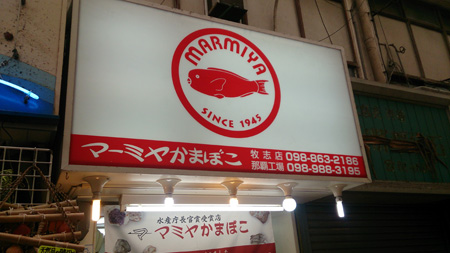 MARMIYA
SINCE 1945
マーミヤかまぼこ
牧志店 098-863-2186
那覇工場 098-988-3195
水産庁長官賞受賞店
マーミヤかまぼこ